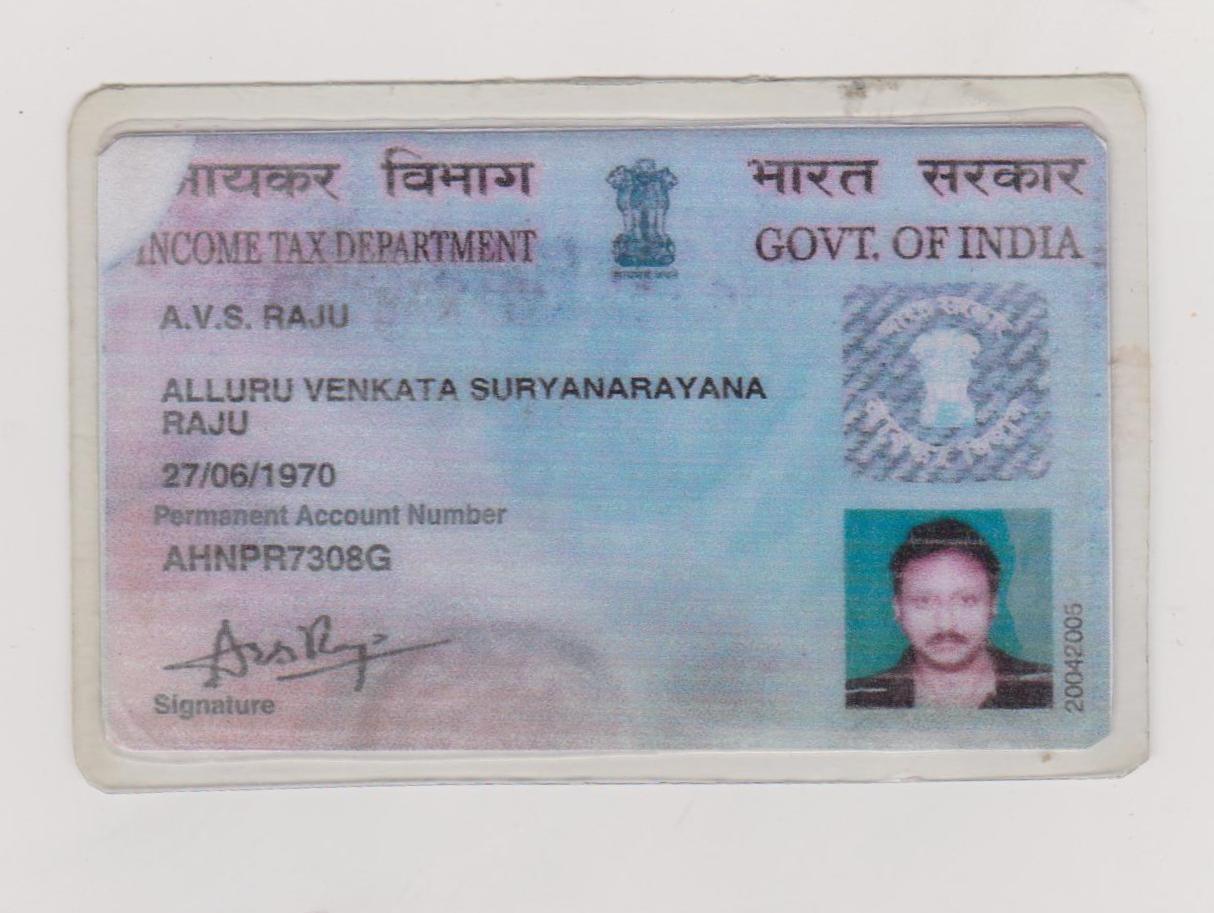 आयकर विभाग
भारत सरकार
INCOME TAX DEPARTMENT
GOVT. OF INDIA
A.V.S. RAJU
ALLURU VENKATA SURYANARAYANA
RAJU
27/06/1970
Permanent Account Number
AHNPR7308G
Signature
20042005